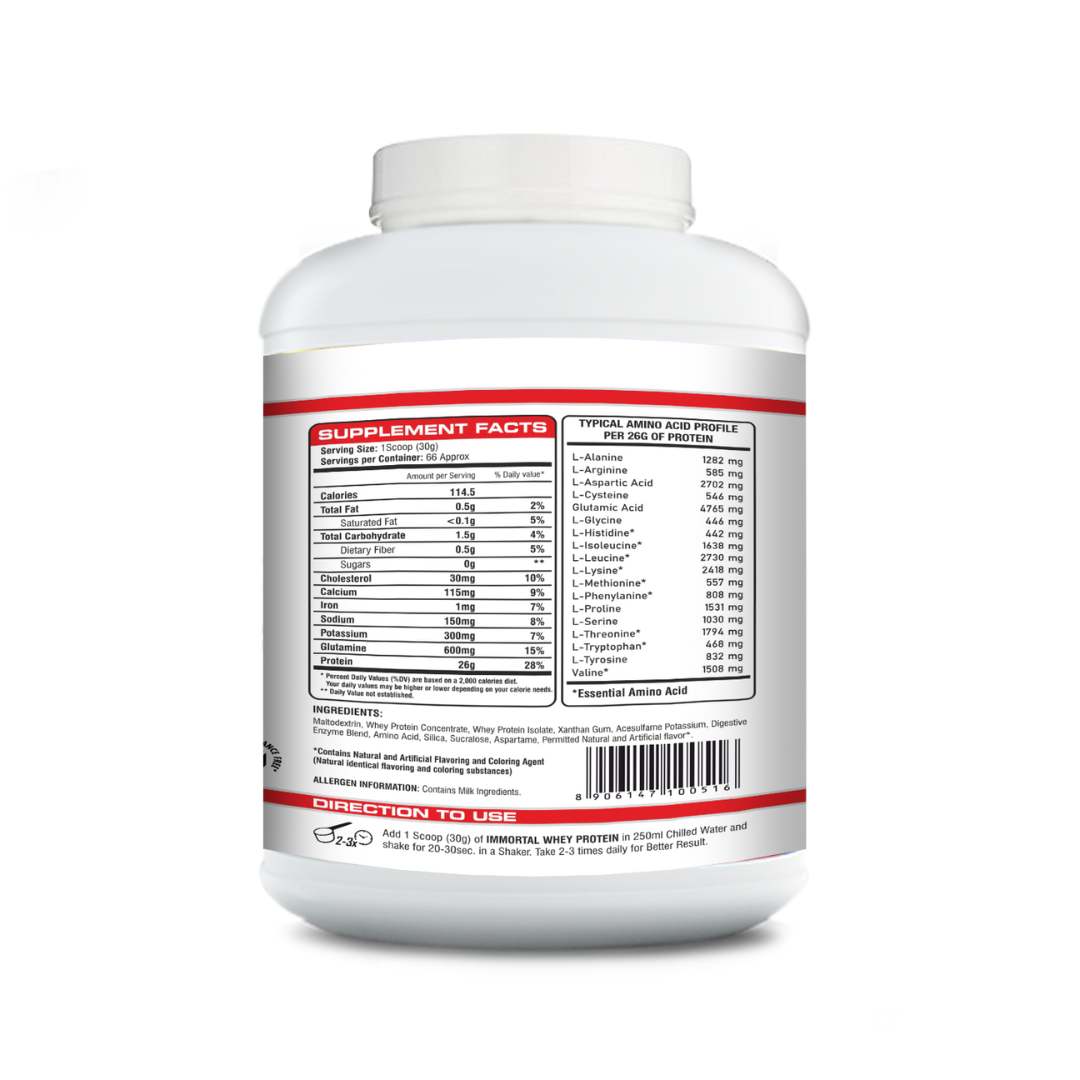 SUPPLEMENT FACTS
Serving Size: 1Scoop (30g)
Servings per Container: 66 Approx
Amount per Serving % Daily value*
Calories 114.5
Total Fat 0.5g 2%
Saturated Fat <0.1g 5%
Total Carbohydrate 1.5g 4%
Dietary Fiber 0.5g 5%
Sugars 0g **
Cholesterol 30mg 10%
Calcium 115mg 9%
Iron 1mg 7%
Sodium 150mg 8%
Potassium 300mg 7%
Glutamine 600mg 15%
Protein 26g 28%
* Percent Daily Values (%DV) are based on a 2,000 calories diet.
Your daily values may be higher or lower depending on your calorie needs.
** Daily Value not established.
TYPICAL AMINO ACID PROFILE
PER 26G OF PROTEIN
L-Alanine 1282 mg
L-Arginine 585 mg
L-Aspartic Acid 2702 mg
L-Cysteine 546 mg
Glutamic Acid 4765 mg
L-Glycine 446 mg
L-Histidine* 442 mg
L-Isoleucine* 1638 mg
L-Leucine* 2730 mg
L-Lysine* 2418 mg
L-Methionine* 557 mg
L-Phenylanine* 808 mg
L-Proline 1531 mg
L-Serine 1030 mg
L-Threonine* 1794 mg
L-Tryptophan* 468 mg
L-Tyrosine 832 mg
Valine* 1508 mg
*Essential Amino Acid
INGREDIENTS:
Maltodextrin, Whey Protein Concentrate, Whey Protein Isolate, Xanthan Gum, Acesulfame Potassium, Digestive
Enzyme Blend, Amino Acid, Silica, Sucralose, Aspartame, Permitted Natural and Artificial flavor*.
*Contains Natural and Artificial Flavoring and Coloring Agent
(Natural identical flavoring and coloring substances)
ALLERGEN INFORMATION: Contains Milk Ingredients.
8 906147 100516
DIRECTION TO USE
2-3x
Add 1 Scoop (30g) of IMMORTAL WHEY PROTEIN in 250ml Chilled Water and
shake for 20-30sec. in a Shaker. Take 2-3 times daily for Better Result.